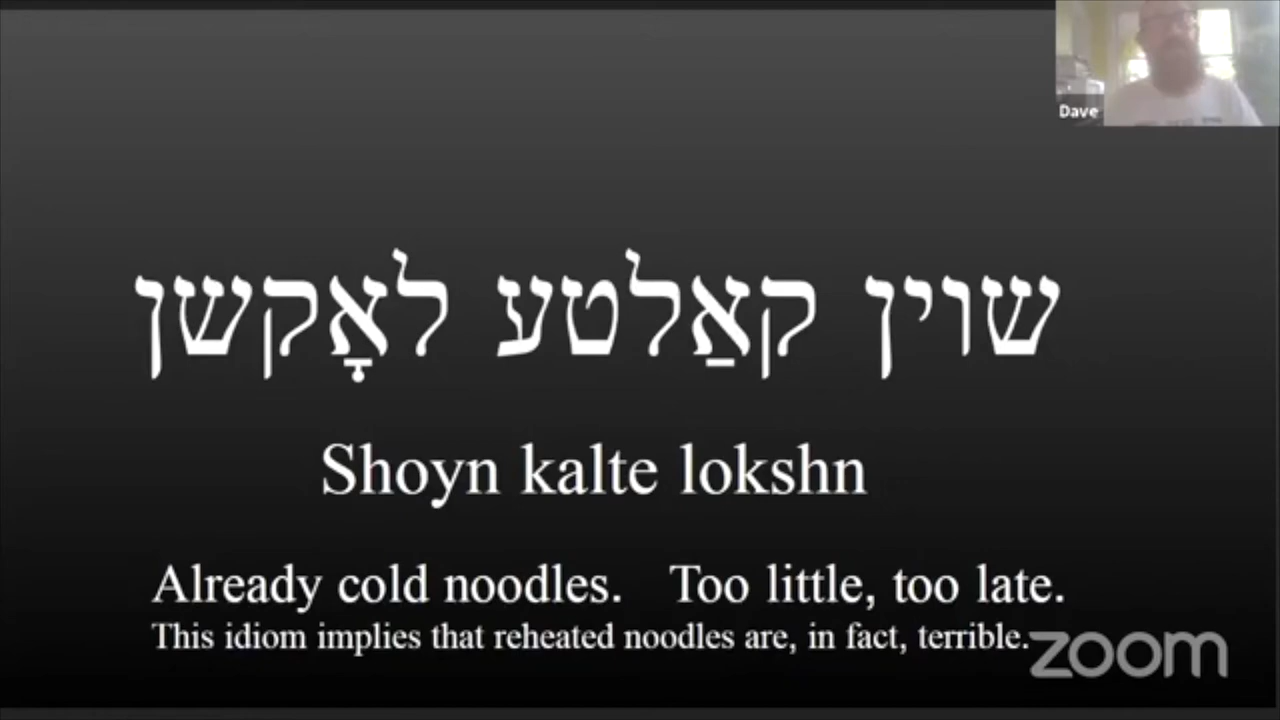 Dave
שוין קאַלטע לאָקשן
Shoyn kalte lokshn
Already cold noodles. Too little, too late.
This idiom implies that reheated noodles are, in fact, terrible.
zoom